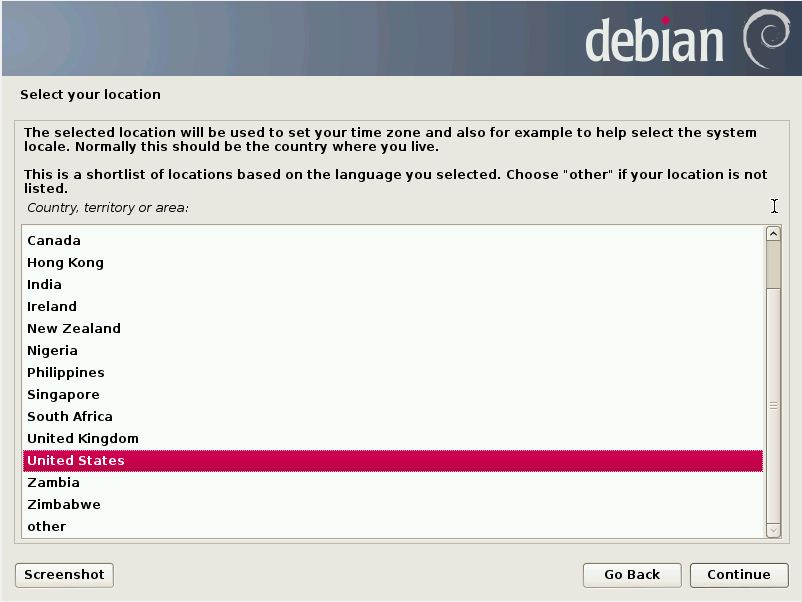 debian
Select your location
The selected location will be used to set your time zone and also for example to help select the system
locale. Normally this should be the country where you live.
This is a shortlist of locations based on the language you selected. Choose "other" if your location is not
listed.
Country, territory or area:
Canada
Hong Kong
India
Ireland
New Zealand
Nigeria
Philippines
Singapore
South Africa
United Kingdom
United States
Zambia
Zimbabwe
other
Screenshot
Go Back
Continue